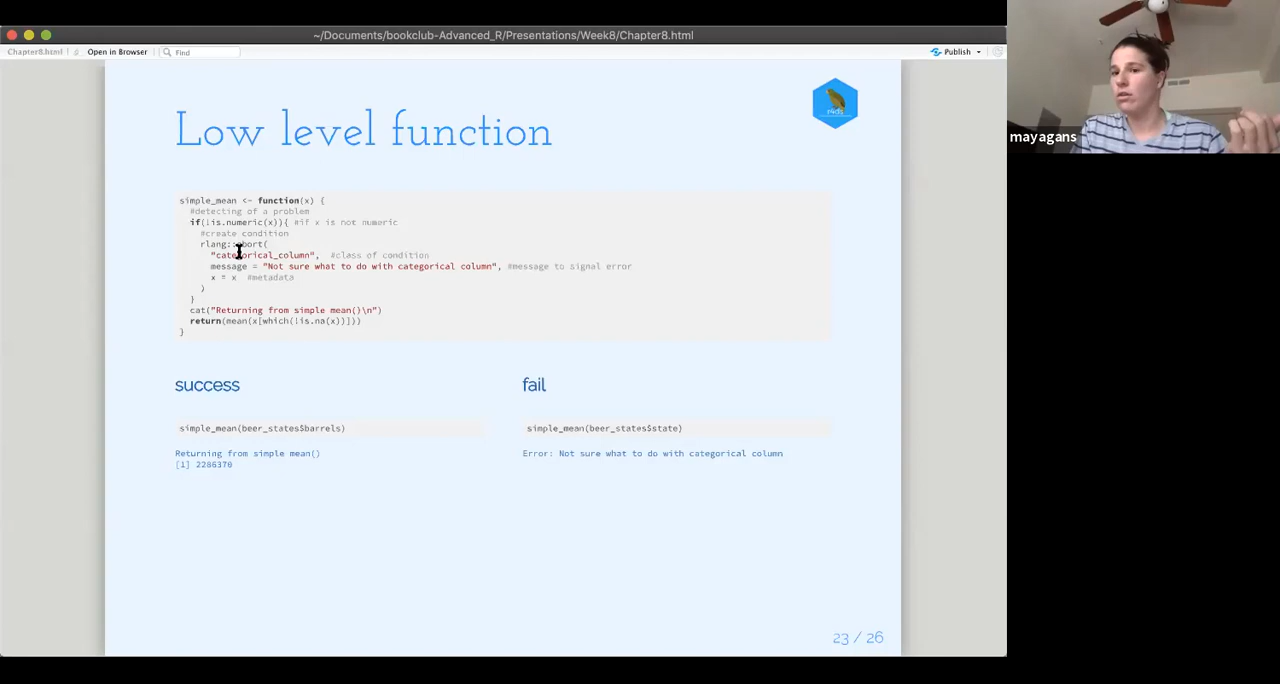 ~/Documents/bookclub-Advanced_R/Presentations/Week8/Chapter8.html
Chapter8.html
Open in Browser
Find
Publish
r4ds
mayagans
Low level function
simple_mean <- function(x) {
#detecting of a problem
if(!is.numeric(x)){ #if x is not numeric
#create condition
rlang::abort(
"categorical_column", #class of condition
message = "Not sure what to do with categorical column", #message to signal error
x = x #metadata
)
}
cat("Returning from simple mean()\n")
return(mean(x[which(!is.na(x))]))
}
success
simple_mean(beer_states$barrels)
Returning from simple mean()
[1] 2286370
fail
simple_mean(beer_states$state)
Error: Not sure what to do with categorical column
23 / 26